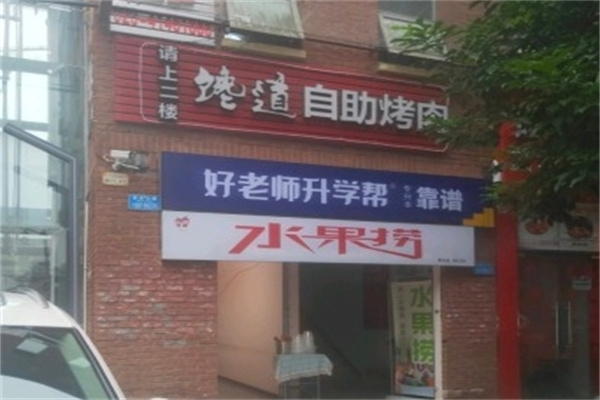 请上二楼
馋道 自助烤肉
好老师升学帮 靠谱
水果捞
水果捞